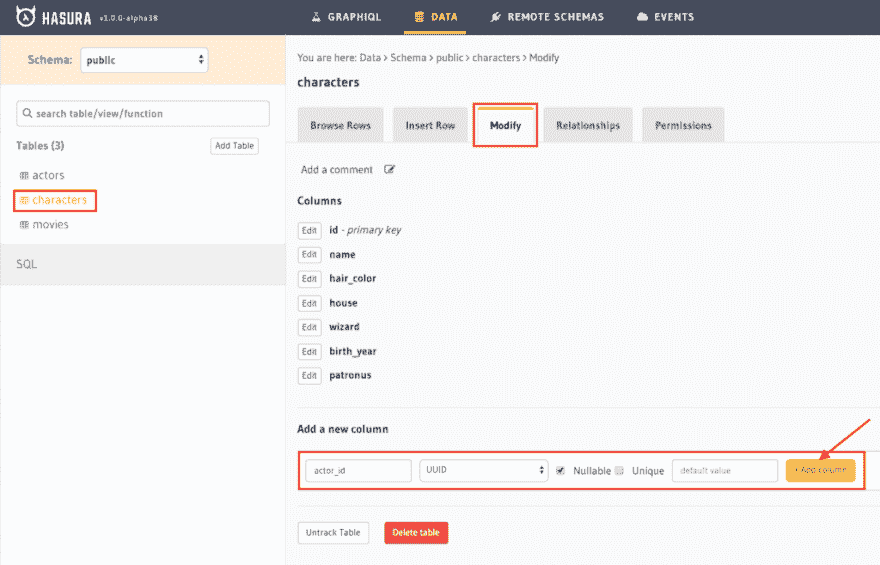 HASURA v1.0.0-alpha38 GRAPHIQL DATA REMOTE SCHEMAS EVENTS
Schema: public
search table/view/function
Tables (3) Add Table
actors
characters
movies
SQL
You are here: Data > Schema > public > characters > Modify
characters
Browse Rows Insert Row Modify Relationships Permissions
Add a comment
Columns
Edit id - primary key
Edit name
Edit hair_color
Edit house
Edit wizard
Edit birth_year
Edit patronus
Add a new column
actor_id UUID Nullable Unique default value + Add column
Untrack Table Delete table